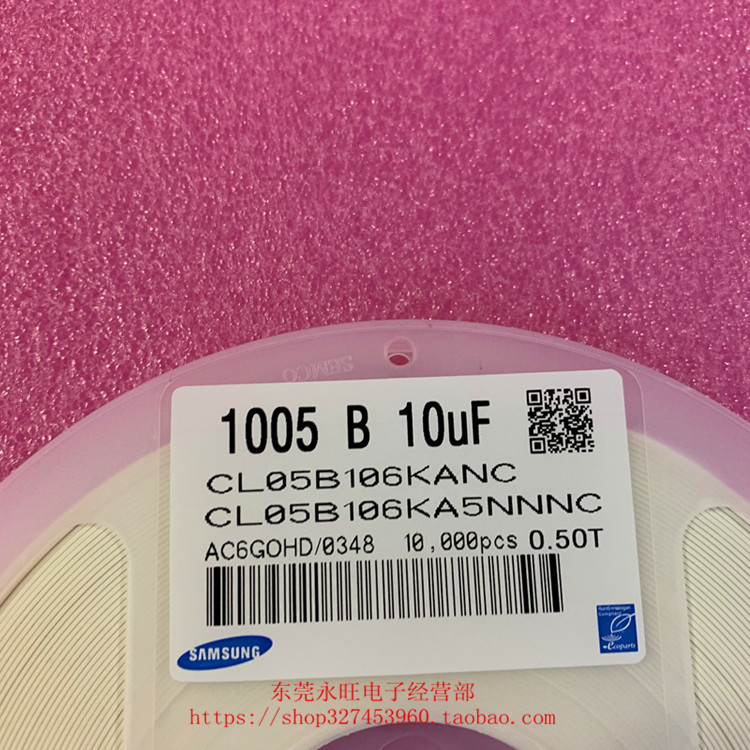 SEMCO
1005 B 10uF
CL05B106KANC
CL05B106KA5NNNC
AC6GOHD/0348 10,000pcs 0.50T
SAMSUNG
ecoparts
东莞永旺电子经营部
https://shop327453960.taobao.com